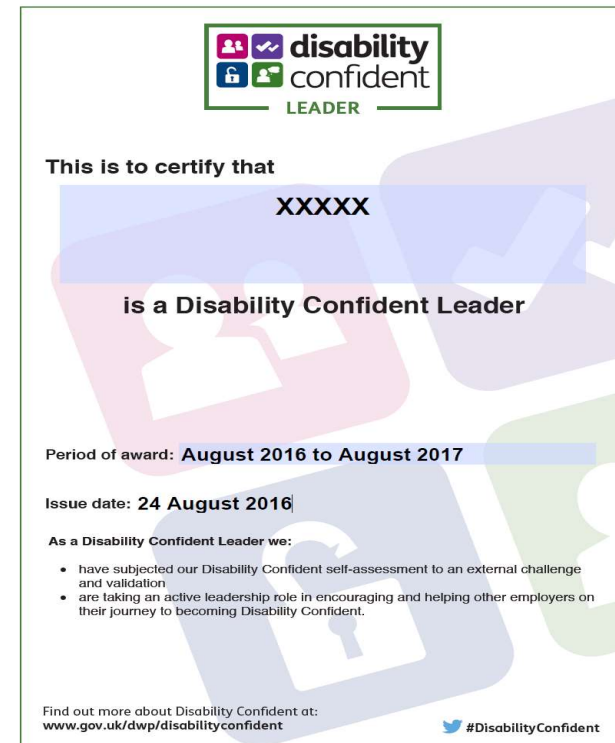 disability
confident
LEADER
This is to certify that
XXXXX
is a Disability Confident Leader
Period of award: August 2016 to August 2017
Issue date: 24 August 2016
As a Disability Confident Leader we:
• have subjected our Disability Confident self-assessment to an external challenge
and validation
• are taking an active leadership role in encouraging and helping other employers on
their journey to becoming Disability Confident.
Find out more about Disability Confident at:
www.gov.uk/dwp/disabilityconfident
#DisabilityConfident